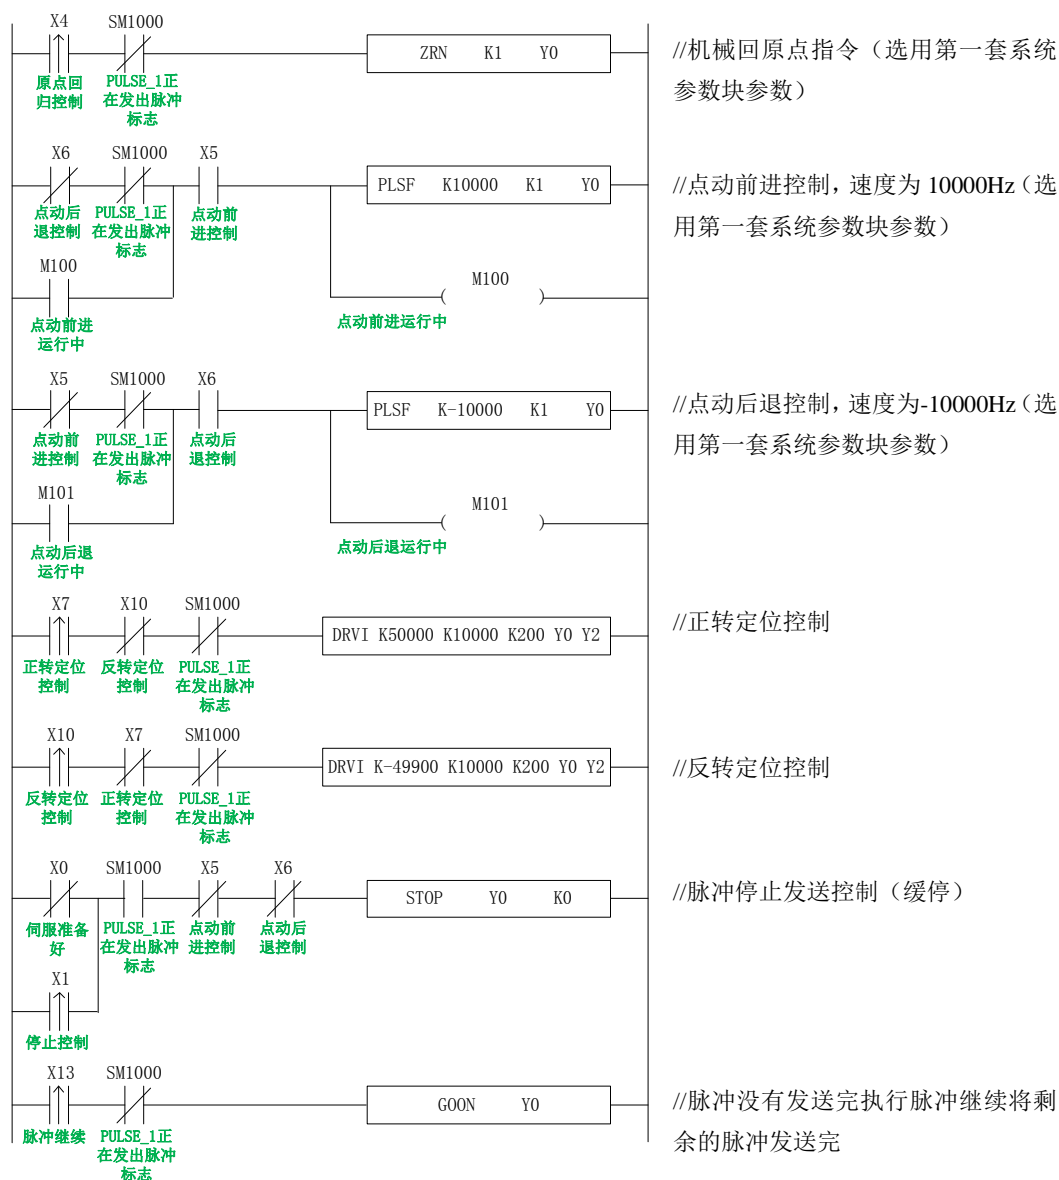 X4 SM1000
ZRN K1 Y0
//机械回原点指令（选用第一套系统
参数块参数）
原点回 PULSE_1正
归控制 在发出脉冲
标志
X6 SM1000 X5
PLSF K10000 K1 Y0
//点动前进控制，速度为 10000Hz（选
用第一套系统参数块参数）
点动后 PULSE_1正 点动前
退控制 在发出脉冲 进控制
标志
M100
M100
( )
点动前进 点动前进运行中
运行中
X5 SM1000 X6
PLSF K-10000 K1 Y0
//点动后退控制，速度为-10000Hz（选
用第一套系统参数块参数）
点动前 PULSE_1正 点动后
进控制 在发出脉冲 退控制
标志
M101
M101
( )
点动后退 点动后退运行中
运行中
X7 X10 SM1000
DRVI K50000 K10000 K200 Y0 Y2
//正转定位控制
正转定位 反转定位 PULSE_1正
控制 控制 在发出脉冲
标志
X10 X7 SM1000
DRVI K-49900 K10000 K200 Y0 Y2
//反转定位控制
反转定位 正转定位 PULSE_1正
控制 控制 在发出脉冲
标志
X0 SM1000 X5 X6
STOP Y0 K0
//脉冲停止发送控制（缓停）
伺服准备 PULSE_1正 点动前 点动后
好 在发出脉冲 进控制 退控制
标志
X1
停止控制
X13 SM1000
GOON Y0
//脉冲没有发送完执行脉冲继续将剩
余的脉冲发送完
脉冲继续 PULSE_1正
在发出脉冲
标志